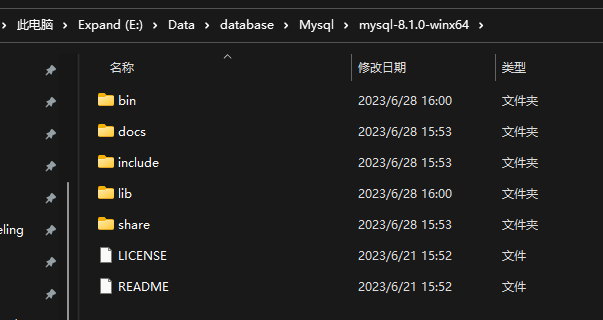 此电脑 > Expand (E:) > Data > database > Mysql > mysql-8.1.0-winx64 >
名称 修改日期 类型
bin 2023/6/28 16:00 文件夹
docs 2023/6/28 15:53 文件夹
include 2023/6/28 15:53 文件夹
lib 2023/6/28 16:00 文件夹
share 2023/6/28 15:53 文件夹
eling
LICENSE 2023/6/21 15:52 文件
README 2023/6/21 15:52 文件